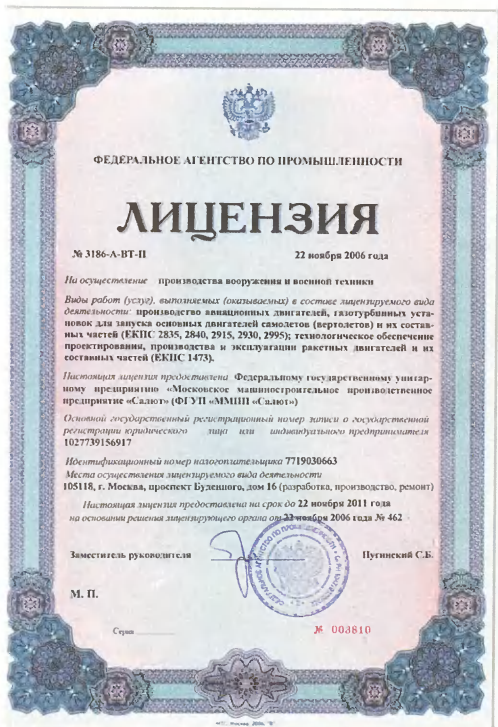 ФЕДЕРАЛЬНОЕ АГЕНТСТВО ПО ПРОМЫШЛЕННОСТИ
ЛИЦЕНЗИЯ
№ 3186-А-ВТ-П 22 ноября 2006 года
На осуществление производства вооружения и военной техники
Виды работ (услуг), выполняемых (оказываемых) в составе лицензируемого вида
деятельности: производство авиационных двигателей, газотурбинных уста-
новок для запуска основных двигателей самолетов (вертолетов) и их состав-
ных частей (ЕКПС 2835, 2840, 2915, 2930, 2995); технологическое обеспечение
проектирования, производства и эксплуатации ракетных двигателей и их
составных частей (ЕКПС 1473).
Настоящая лицензия предоставлена Федеральному государственному унитар-
ному предприятию «Московское машиностроительное производственное
предприятие «Салют» (ФГУП «ММПП «Салют»)
Основной государственный регистрационный номер записи о государственной
регистрации юридического лица или индивидуального предпринимателя
1027739156917
Идентификационный номер налогоплательщика 7719030663
Места осуществления лицензируемого вида деятельности
105118, г. Москва, проспект Буденного, дом 16 (разработка, производство, ремонт)
Настоящая лицензия предоставлена на срок до 22 ноября 2011 года
на основании решения лицензирующего органа от 22 ноября 2006 года № 462
Заместитель руководителя Пугинский С.Б.
М. П.
Серия
№ 003810